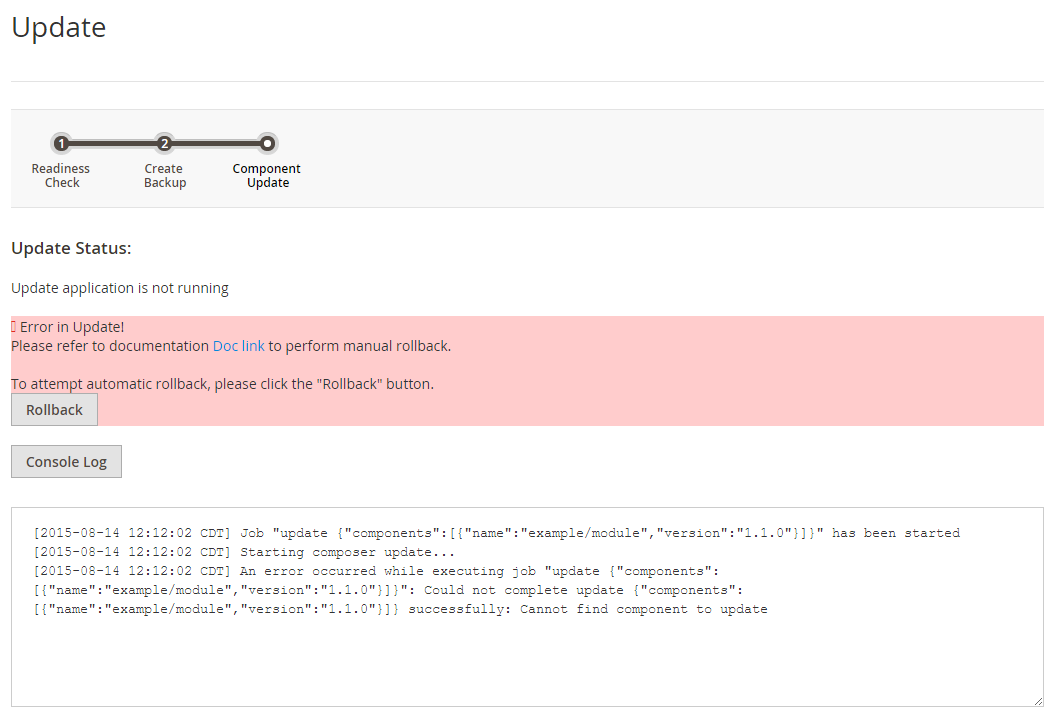 Update
1
2
Readiness
Check
Create
Backup
Component
Update
Update Status:
Update application is not running
Error in Update!
Please refer to documentation Doc link to perform manual rollback.
To attempt automatic rollback, please click the "Rollback" button.
Rollback
Console Log
[2015-08-14 12:12:02 CDT] Job "update {"components":[{"name":"example/module","version":"1.1.0"}]}" has been started
[2015-08-14 12:12:02 CDT] Starting composer update...
[2015-08-14 12:12:02 CDT] An error occurred while executing job "update {"components":
[{"name":"example/module","version":"1.1.0"}]}": Could not complete update {"components":
[{"name":"example/module","version":"1.1.0"}]} successfully: Cannot find component to update